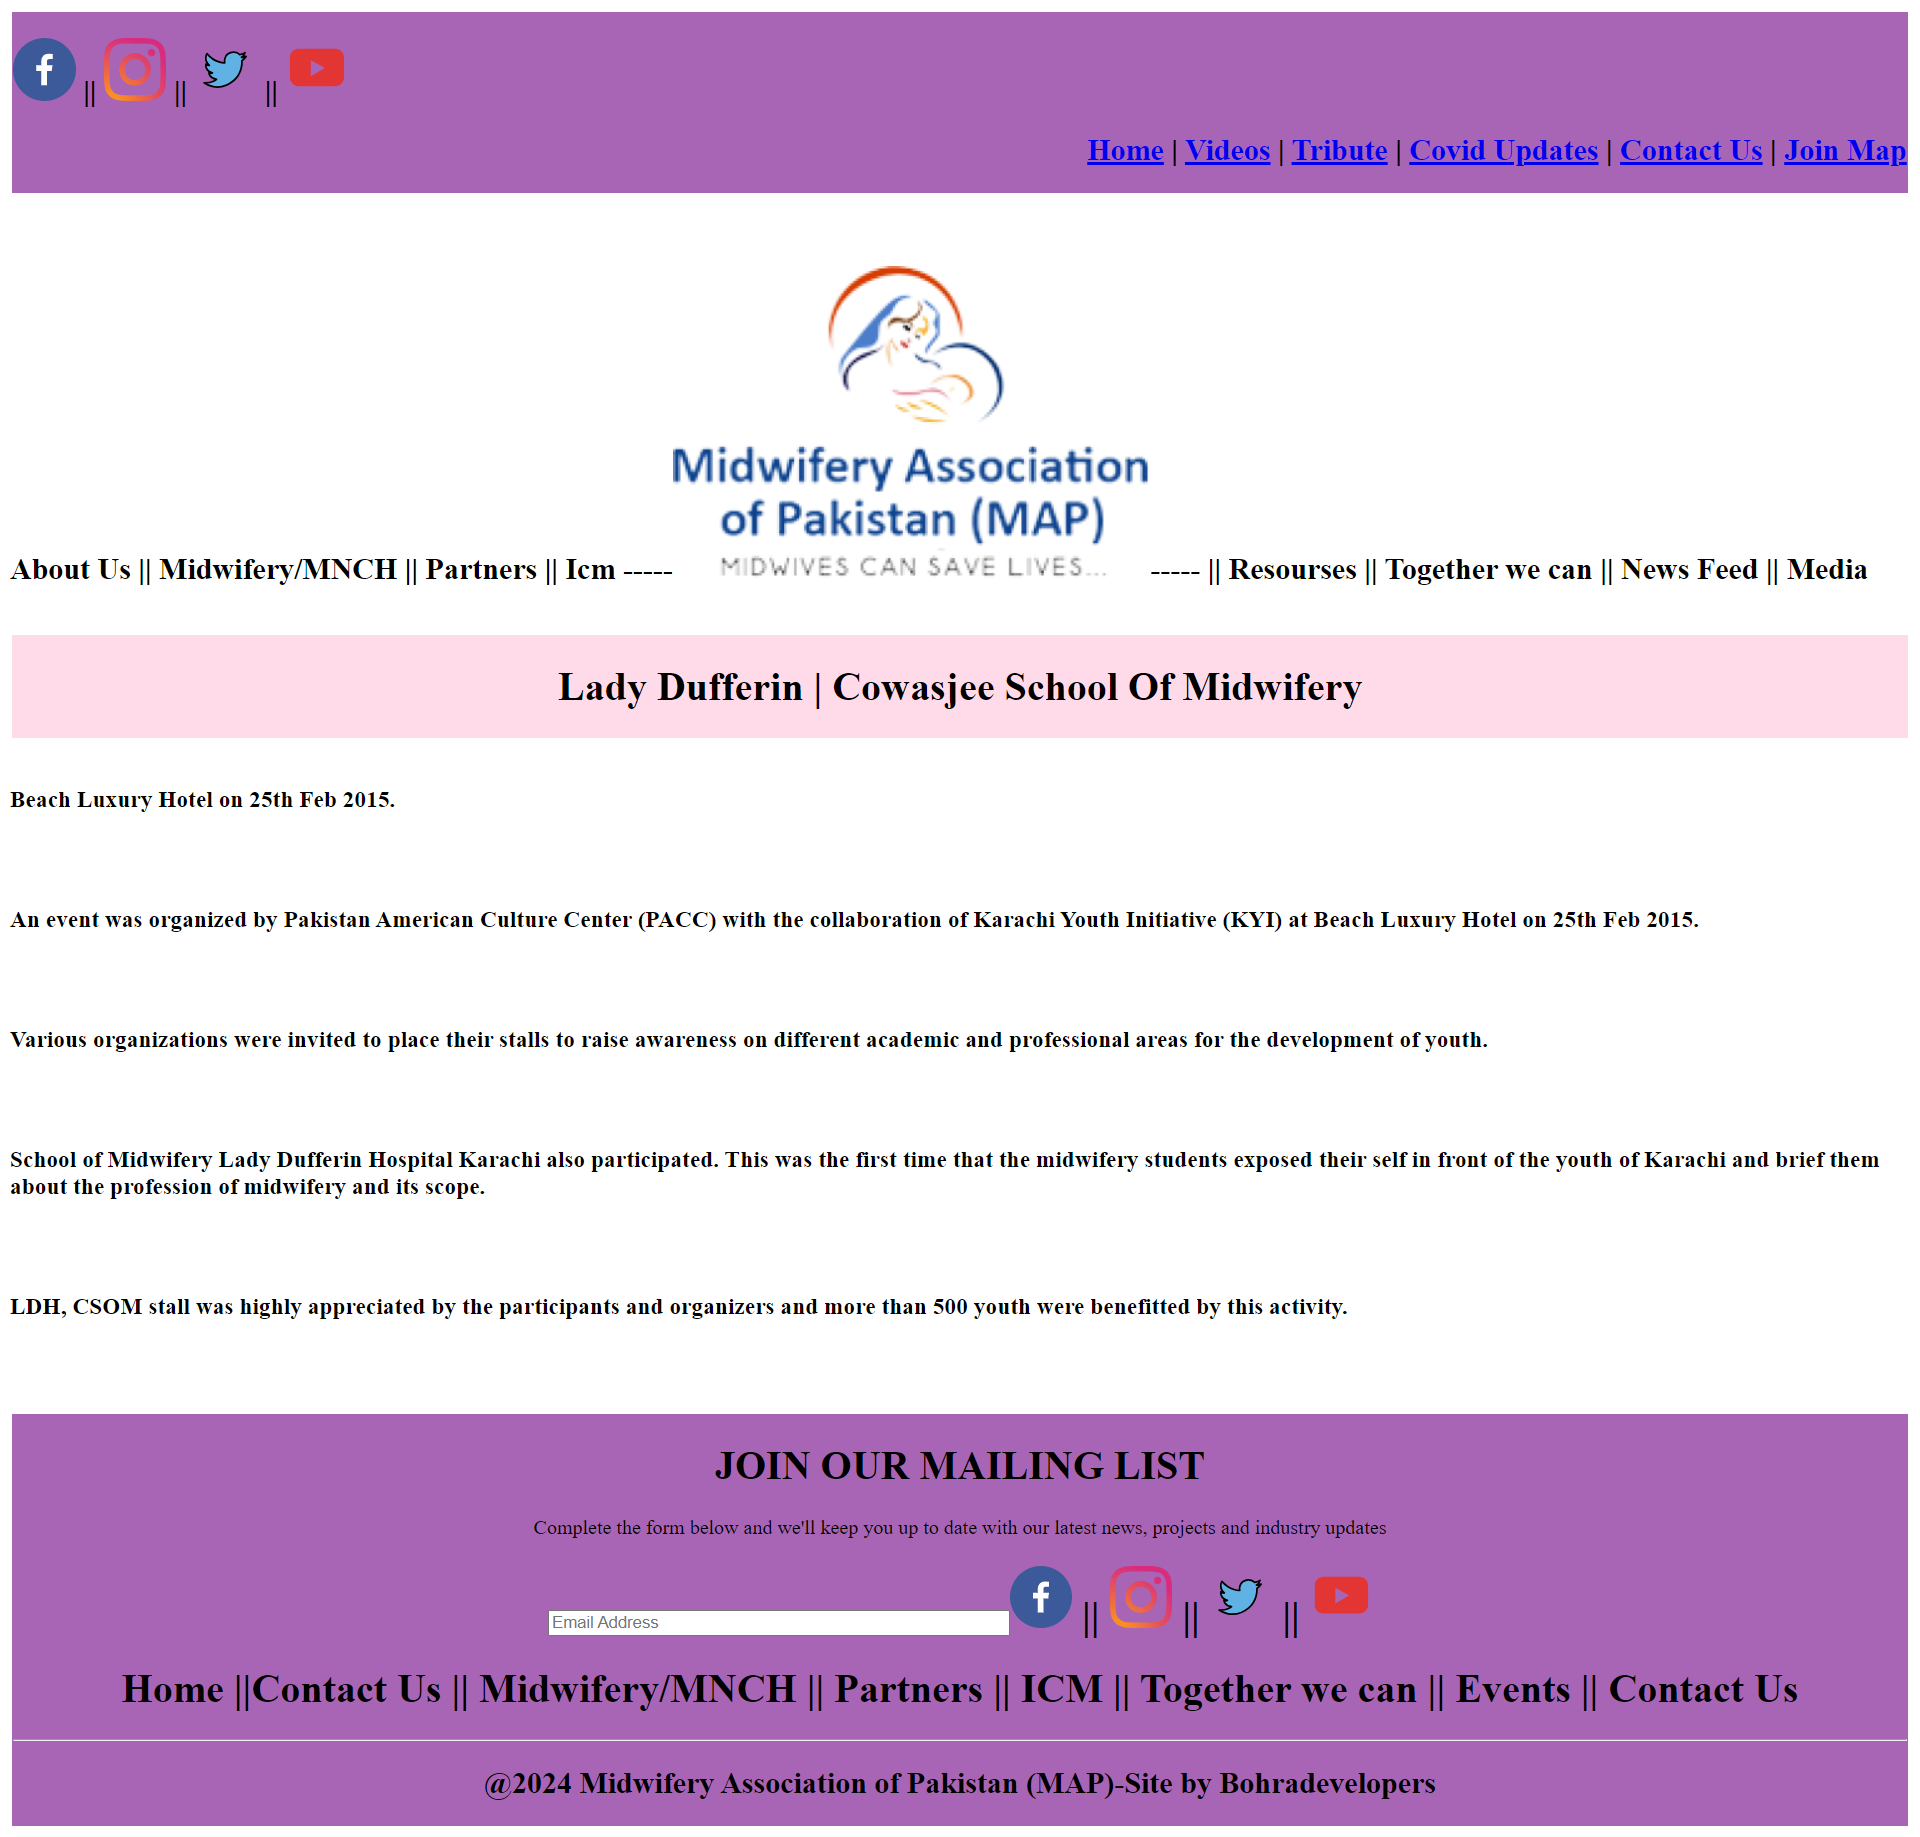 || || ||
Home | Videos | Tribute | Covid Updates | Contact Us | Join Map
Midwifery Association
of Pakistan (MAP)
MIDWIVES CAN SAVE LIVES...
About Us || Midwifery/MNCH || Partners || Icm ----- ----- || Resourses || Together we can || News Feed || Media
Lady Dufferin | Cowasjee School Of Midwifery
Beach Luxury Hotel on 25th Feb 2015.
An event was organized by Pakistan American Culture Center (PACC) with the collaboration of Karachi Youth Initiative (KYI) at Beach Luxury Hotel on 25th Feb 2015.
Various organizations were invited to place their stalls to raise awareness on different academic and professional areas for the development of youth.
School of Midwifery Lady Dufferin Hospital Karachi also participated. This was the first time that the midwifery students exposed their self in front of the youth of Karachi and brief them
about the profession of midwifery and its scope.
LDH, CSOM stall was highly appreciated by the participants and organizers and more than 500 youth were benefitted by this activity.
JOIN OUR MAILING LIST
Complete the form below and we'll keep you up to date with our latest news, projects and industry updates
Email Address || || ||
Home ||Contact Us || Midwifery/MNCH || Partners || ICM || Together we can || Events || Contact Us
@2024 Midwifery Association of Pakistan (MAP)-Site by Bohradevelopers